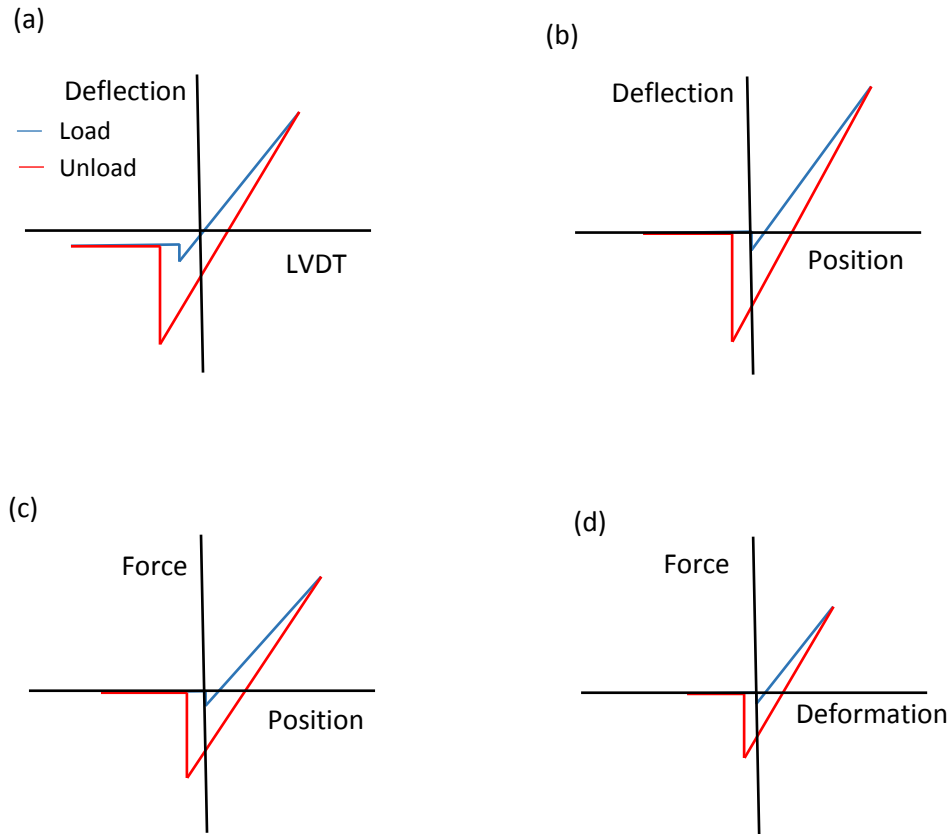 (a)
Deflection
Load
Unload
LVDT
(b)
Deflection
Position
(c)
Force
Position
(d)
Force
Deformation